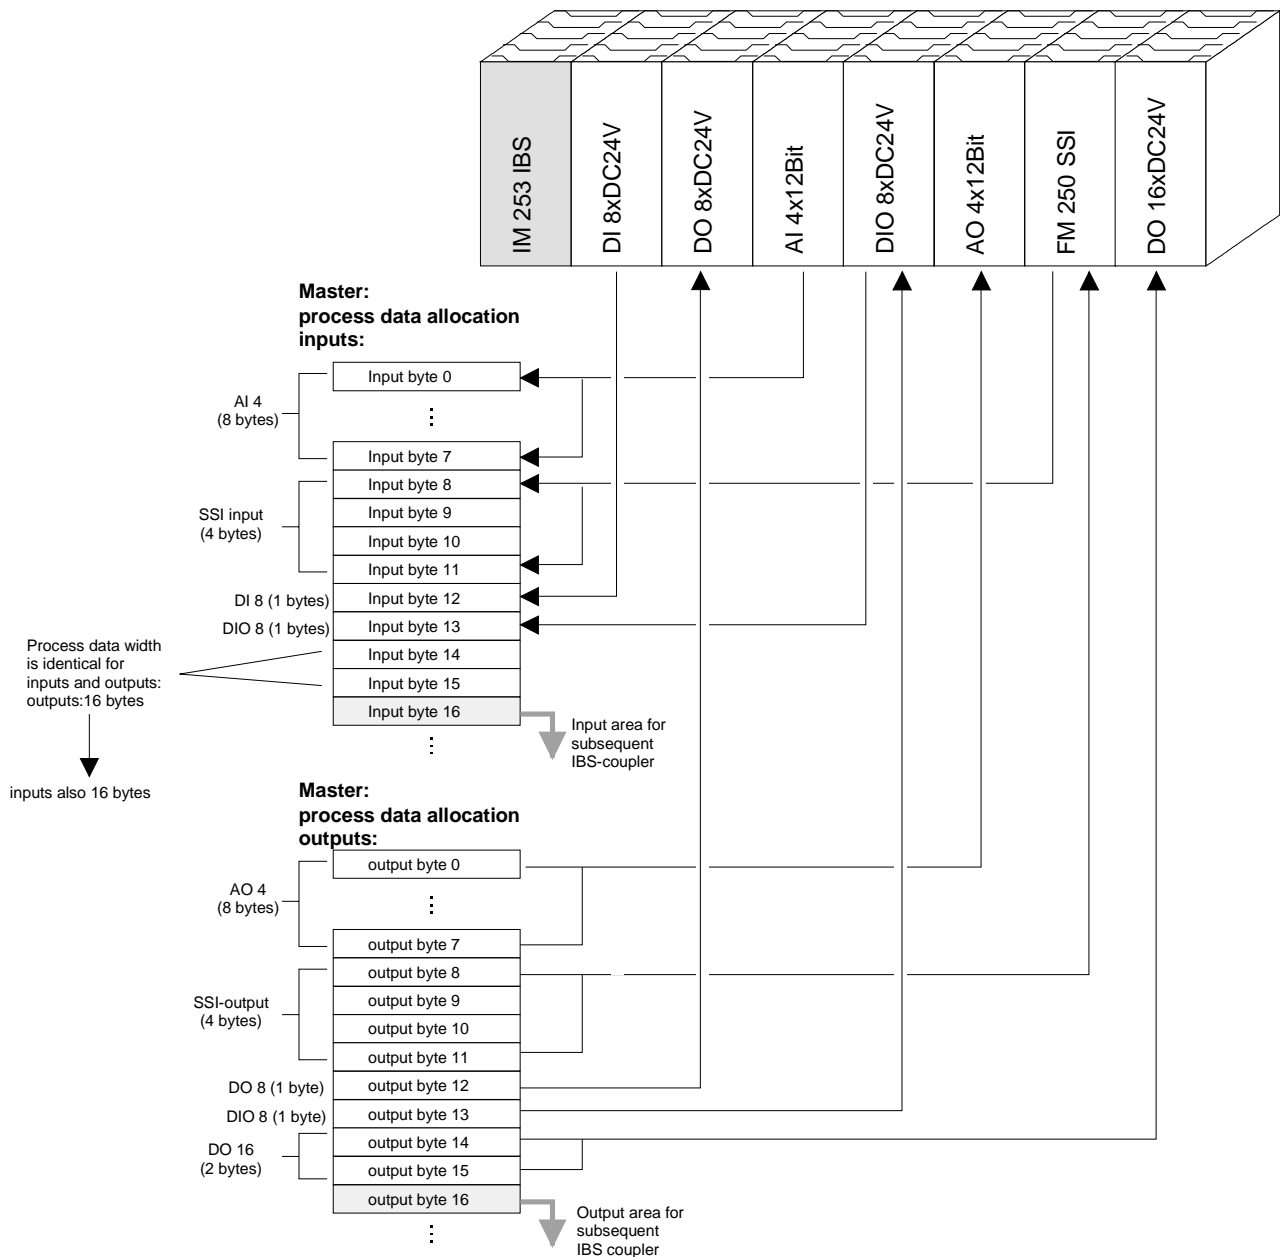 IM 253 IBS
DI 8xDC24V
DO 8xDC24V
AI 4x12Bit
DIO 8xDC24V
AO 4x12Bit
FM 250 SSI
DO 16xDC24V
Master:
process data allocation
inputs:
Input byte 0
AI 4
(8 bytes)
Input byte 7
Input byte 8
SSI input
(4 bytes)
Input byte 9
Input byte 10
Input byte 11
DI 8 (1 bytes)
Input byte 12
DIO 8 (1 bytes)
Input byte 13
Process data width
is identical for
inputs and outputs:
outputs:16 bytes
inputs also 16 bytes
Input byte 14
Input byte 15
Input byte 16
Input area for
subsequent
IBS-coupler
Master:
process data allocation
outputs:
output byte 0
AO 4
(8 bytes)
output byte 7
output byte 8
SSI-output
(4 bytes)
output byte 9
output byte 10
output byte 11
DO 8 (1 byte)
output byte 12
DIO 8 (1 byte)
output byte 13
DO 16
(2 bytes)
output byte 14
output byte 15
output byte 16
Output area for
subsequent
IBS coupler